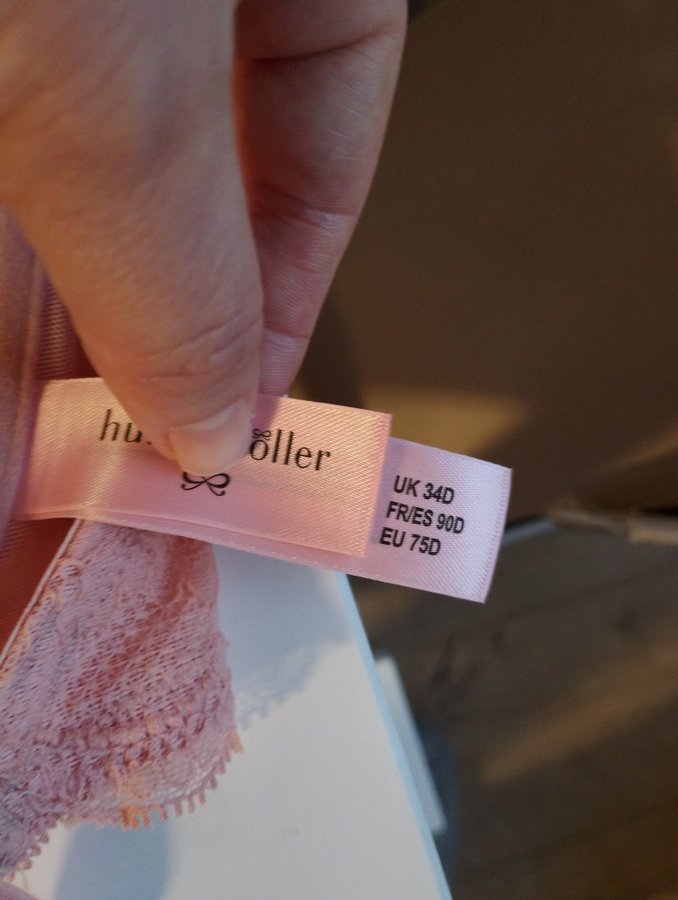 UK 34D
FR/ES 90D
EU 75D